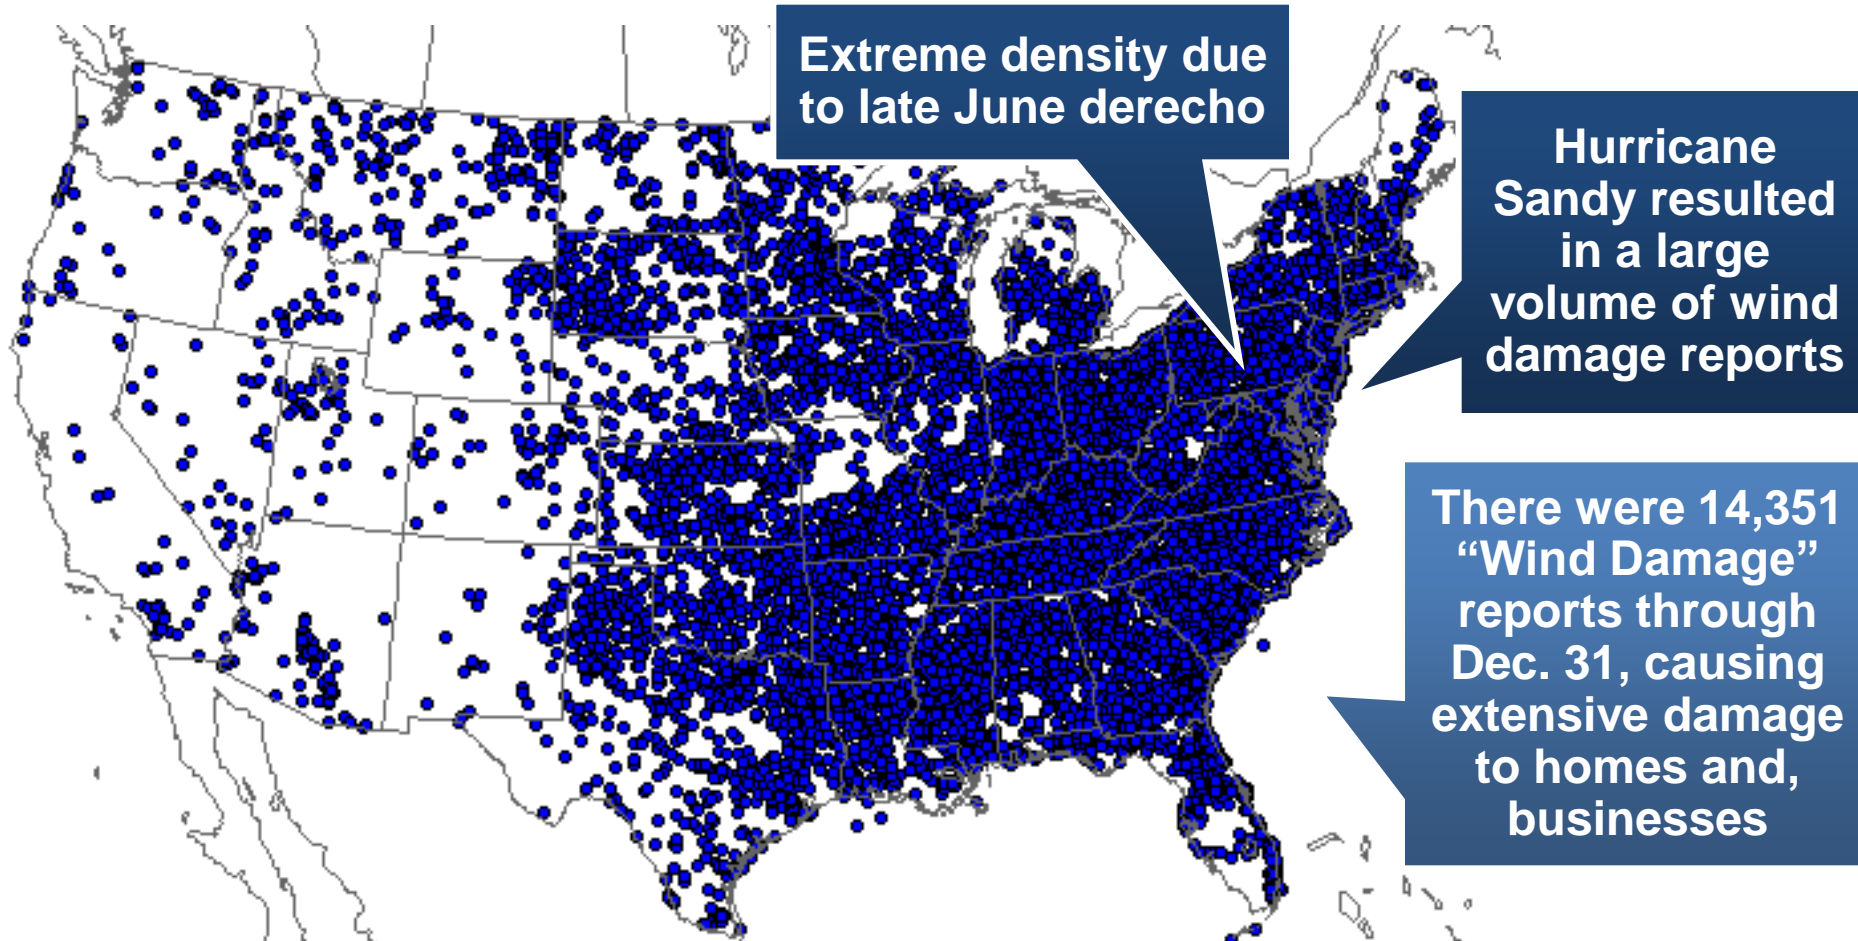 Extreme density due
to late June derecho
Hurricane
Sandy resulted
in a large
volume of wind
damage reports
There were 14,351
“Wind Damage”
reports through
Dec. 31, causing
extensive damage
to homes and,
businesses